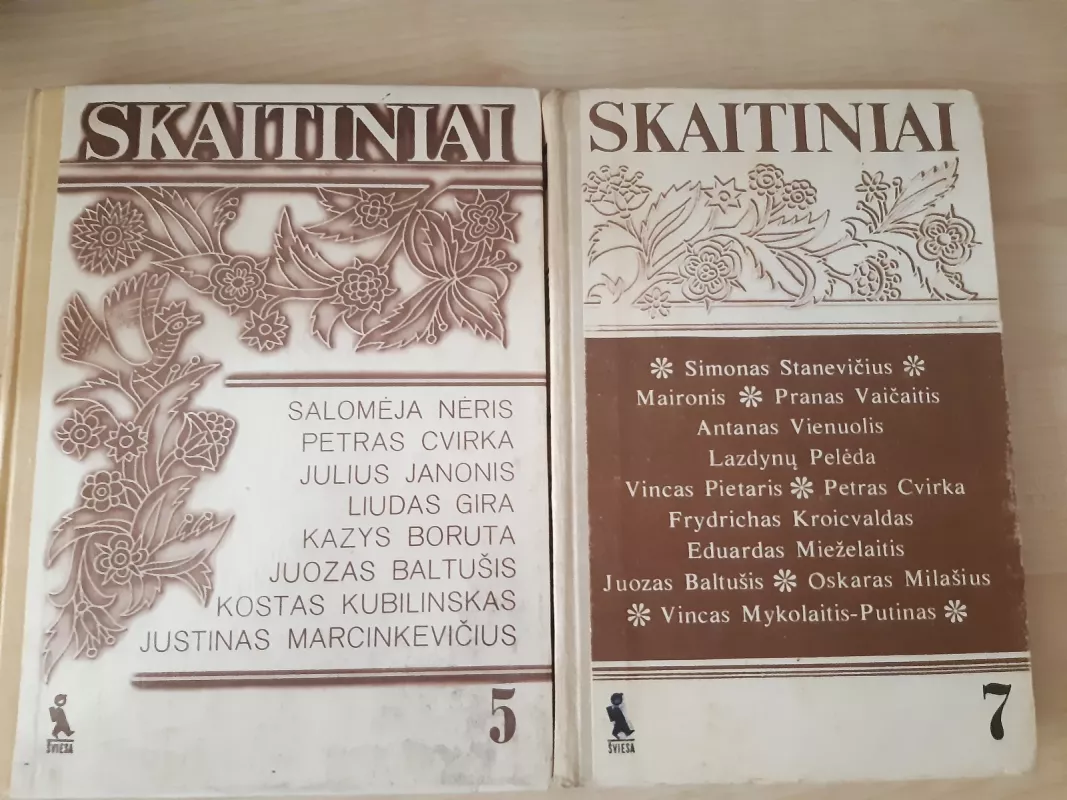 SKAITINIAI
SALOMĖJA NĖRIS
PETRAS CVIRKA
JULIUS JANONIS
LIUDAS GIRA
KAZYS BORUTA
JUOZAS BALTUŠIS
KOSTAS KUBILINSKAS
JUSTINAS MARCINKEVIČIUS
ŠVIESA
5
SKAITINIAI
Simonas Stanevičius
Maironis Pranas Vaičaitis
Antanas Vienuolis
Lazdynų Pelėda
Vincas Pietaris Petras Cvirka
Frydrichas Kroicvaldas
Eduardas Mieželaitis
Juozas Baltušis Oskaras Milašius
Vincas Mykolaitis-Putinas
ŠVIESA
7